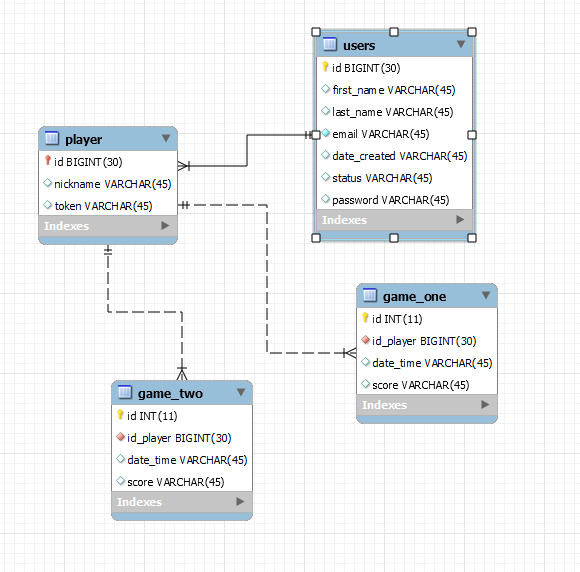 users
id BIGINT(30)
first_name VARCHAR(45)
last_name VARCHAR(45)
email VARCHAR(45)
date_created VARCHAR(45)
status VARCHAR(45)
password VARCHAR(45)
Indexes
player
id BIGINT(30)
nickname VARCHAR(45)
token VARCHAR(45)
Indexes
game_one
id INT(11)
id_player BIGINT(30)
date_time VARCHAR(45)
score VARCHAR(45)
Indexes
game_two
id INT(11)
id_player BIGINT(30)
date_time VARCHAR(45)
score VARCHAR(45)
Indexes